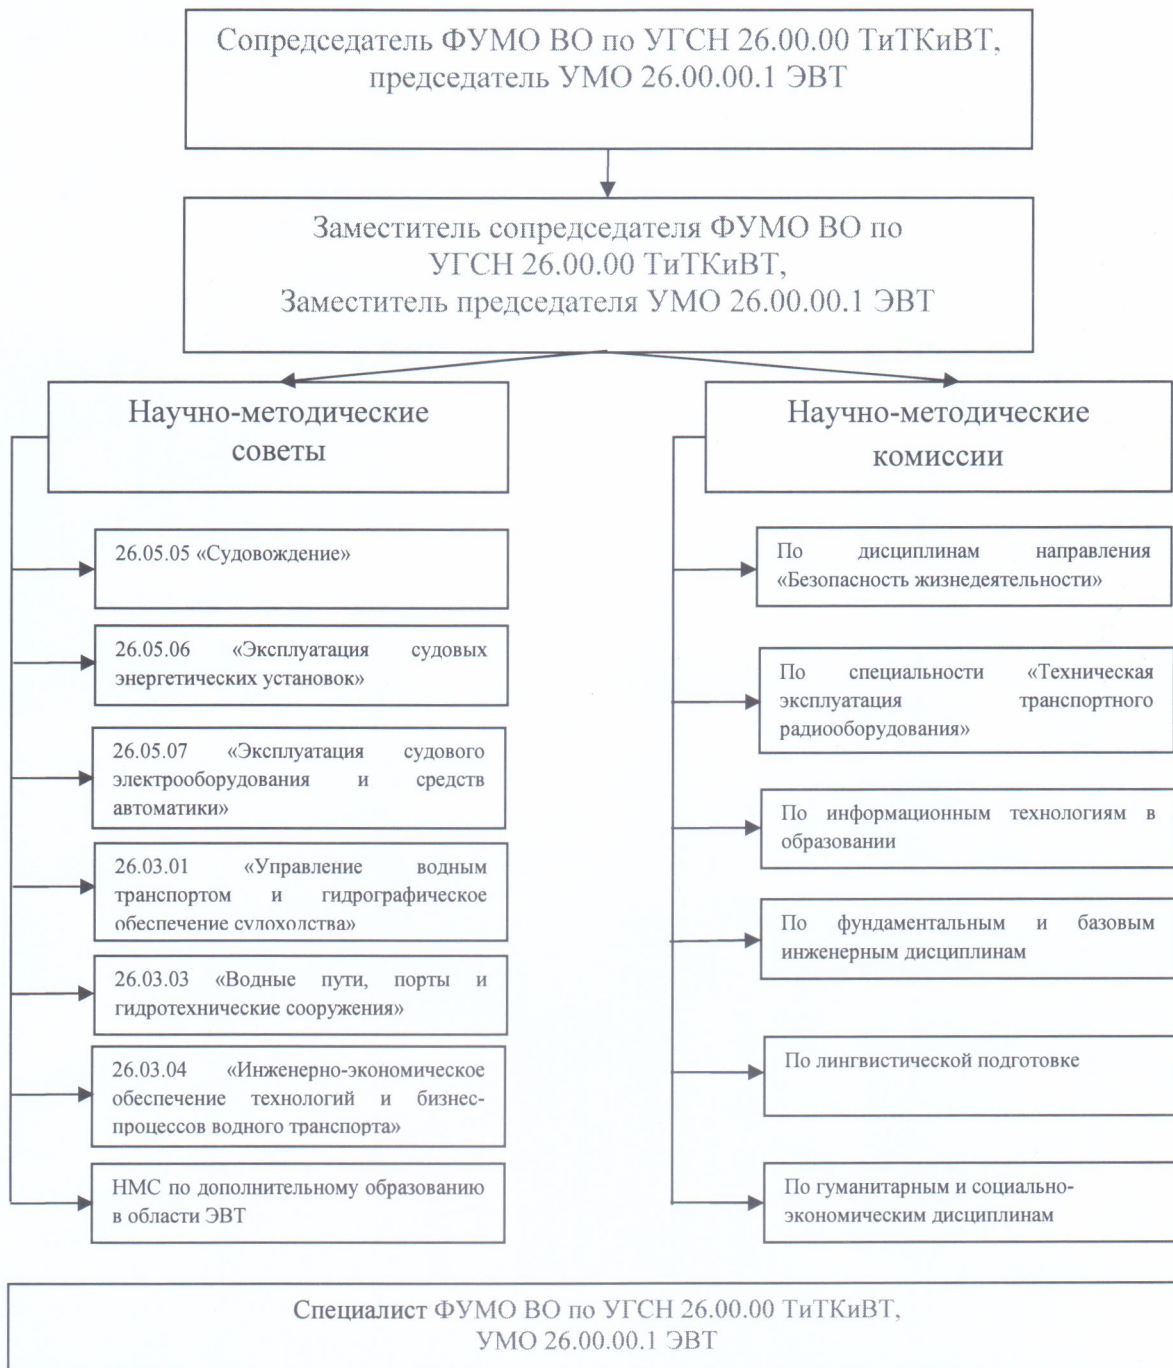 Сопредседатель ФУМО ВО по УГСН 26.00.00 ТиТКиВТ,
председатель УМО 26.00.00.1 ЭВТ
Заместитель сопредседателя ФУМО ВО по
УГСН 26.00.00 ТиТКиВТ,
Заместитель председателя УМО 26.00.00.1 ЭВТ
Научно-методические
советы
26.05.05 «Судовождение»
26.05.06 «Эксплуатация судовых
энергетических установок»
26.05.07 «Эксплуатация судового
электрооборудования и средств
автоматики»
26.03.01 «Управление водным
транспортом и гидрографическое
обеспечение судоходства»
26.03.03 «Водные пути, порты и
гидротехнические сооружения»
26.03.04 «Инженерно-экономическое
обеспечение технологий и бизнес-
процессов водного транспорта»
НМС по дополнительному образованию
в области ЭВТ
Научно-методические
комиссии
По дисциплинам направления
«Безопасность жизнедеятельности»
По специальности «Техническая
эксплуатация транспортного
радиооборудования»
По информационным технологиям в
образовании
По фундаментальным и базовым
инженерным дисциплинам
По лингвистической подготовке
По гуманитарным и социально-
экономическим дисциплинам
Специалист ФУМО ВО по УГСН 26.00.00 ТиТКиВТ,
УМО 26.00.00.1 ЭВТ